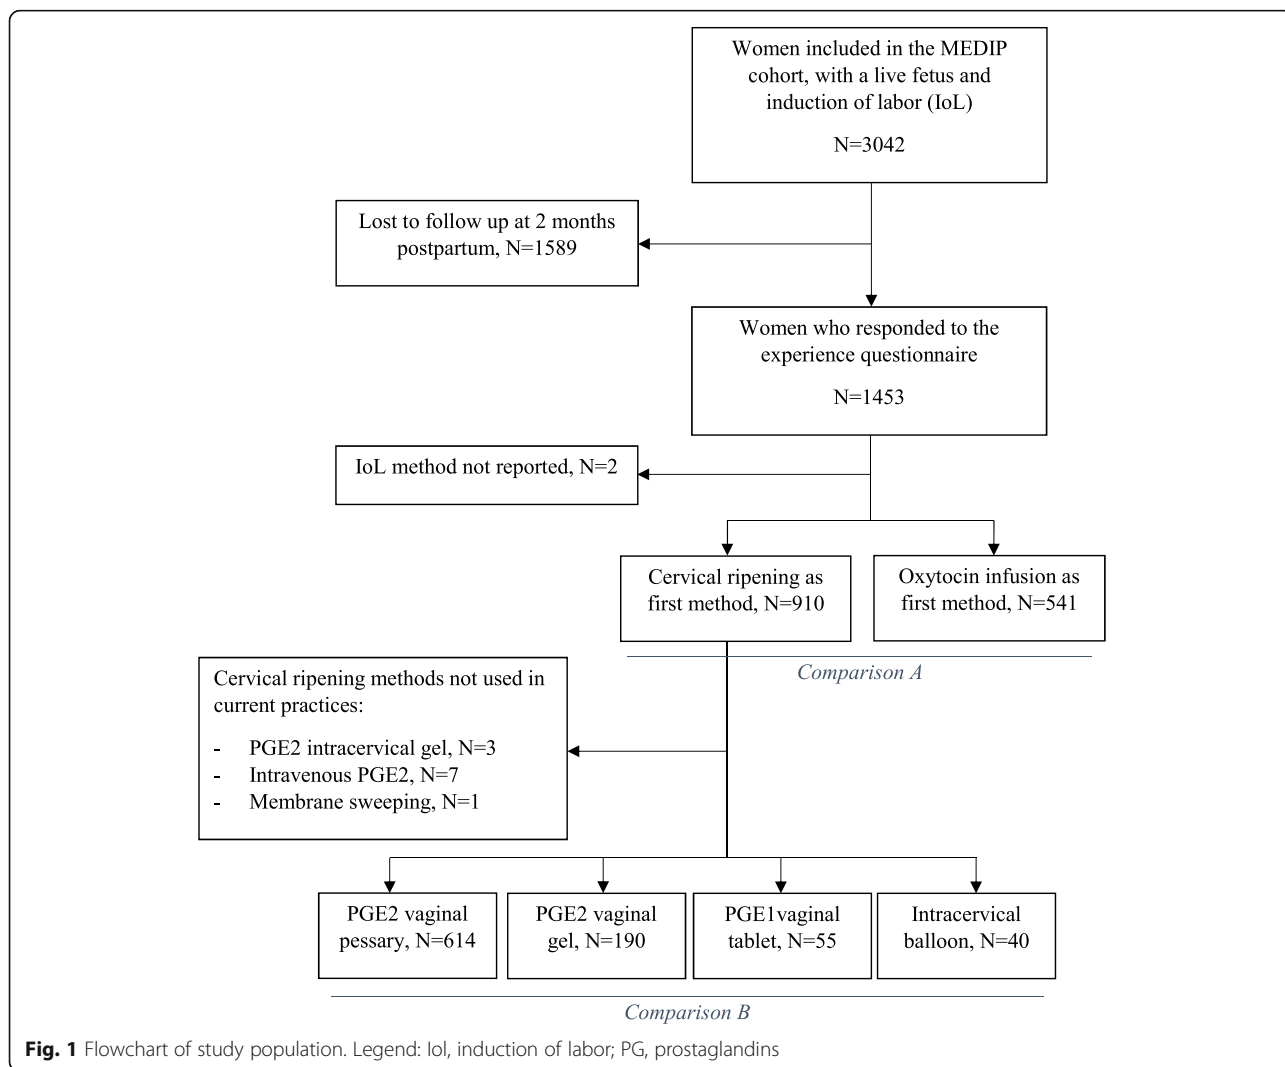 Women included in the MEDIP
cohort, with a live fetus and
induction of labor (IoL)
N=3042
Lost to follow up at 2 months
postpartum, N=1589
Women who responded to the
experience questionnaire
N=1453
IoL method not reported, N=2
Cervical ripening as
first method, N=910
Oxytocin infusion as
first method, N=541
Comparison A
Cervical ripening methods not used in
current practices:
- PGE2 intracervical gel, N=3
- Intravenous PGE2, N=7
- Membrane sweeping, N=1
PGE2 vaginal
pessary, N=614
PGE2 vaginal
gel, N=190
PGE1vaginal
tablet, N=55
Intracervical
balloon, N=40
Comparison B
Fig. 1 Flowchart of study population. Legend: Iol, induction of labor; PG, prostaglandins